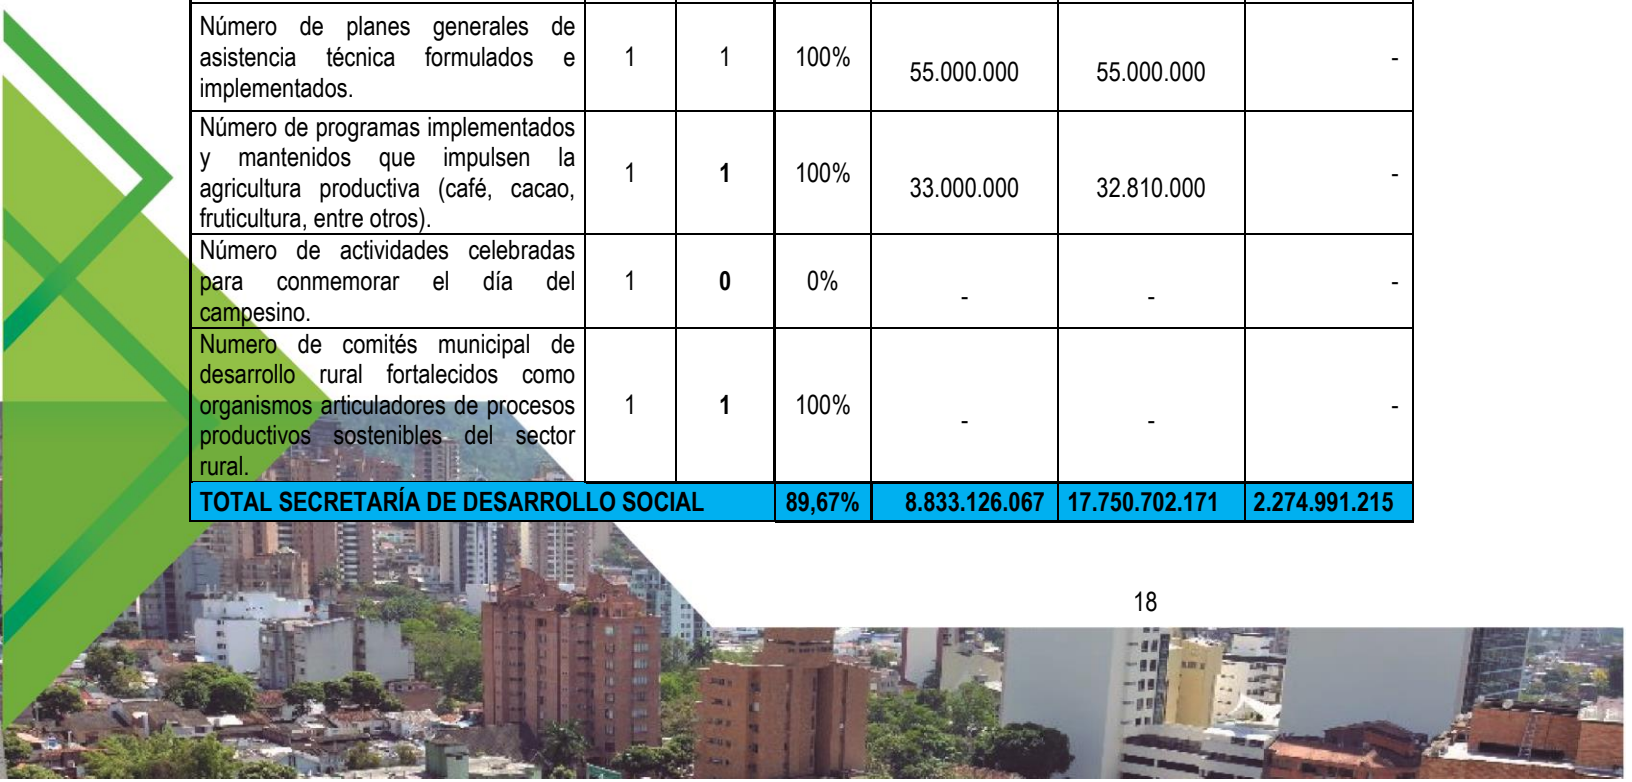 Número de planes generales de
asistencia técnica formulados e
implementados.
1 1 100% 55.000.000 55.000.000 -
Número de programas implementados
y mantenidos que impulsen la
agricultura productiva (café, cacao,
fruticultura, entre otros).
1 1 100% 33.000.000 32.810.000 -
Número de actividades celebradas
para conmemorar el día del
campesino.
1 0 0% - - -
Numero de comités municipal de
desarrollo rural fortalecidos como
organismos articuladores de procesos
productivos sostenibles del sector
rural.
1 1 100% - - -
TOTAL SECRETARÍA DE DESARROLLO SOCIAL 89,67% 8.833.126.067 17.750.702.171 2.274.991.215
18